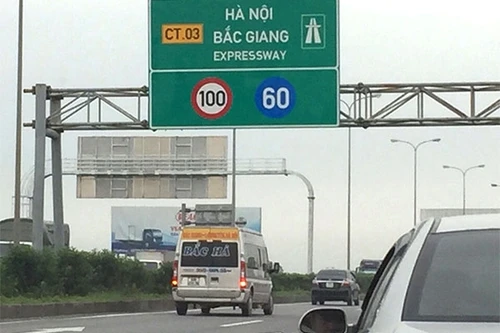 HÀ NỘI
CT.03
BẮC GIANG
EXPRESSWAY
100
60
BẮC HÀ